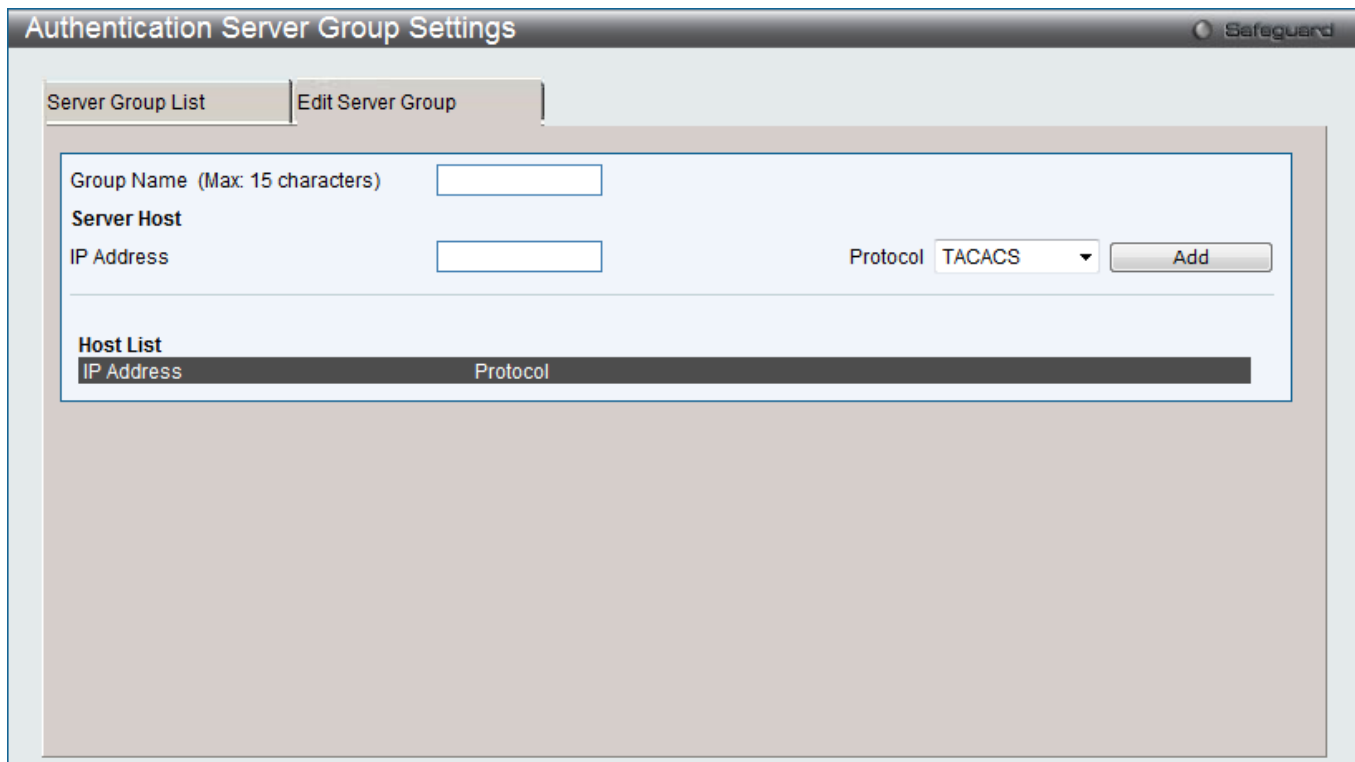 Authentication Server Group Settings
Safeguard
Server Group List
Edit Server Group
Group Name (Max: 15 characters)
Server Host
IP Address
Protocol TACACS Add
Host List
IP Address Protocol